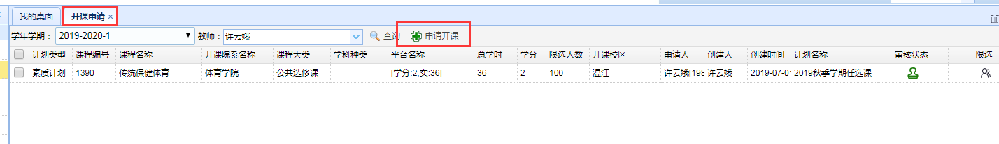 我的桌面 开课申请 ×
学年学期： 2019-2020-1 教师： 许云娥 查询 申请开课
计划类型 课程编号 课程名称 开课院系名称 课程大类 学科种类 平台名称 总学时 学分 限选人数 开课校区 申请人 创建人 创建时间 计划名称 审核状态 限选
素质计划 1390 传统保健体育 体育学院 公共选修课 [学分:2,实:36] 36 2 100 温江 许云娥[198 许云娥 2019-07-0 2019秋季学期任选课